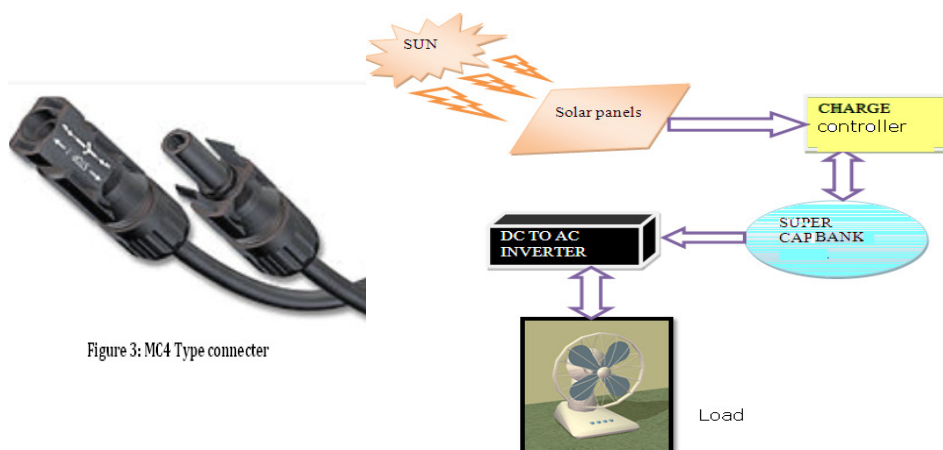 SUN
Solar panels
CHARGE
controller
SUPER
CAP BANK
DC TO AC
INVERTER
Load
Figure 3: MC4 Type connecter